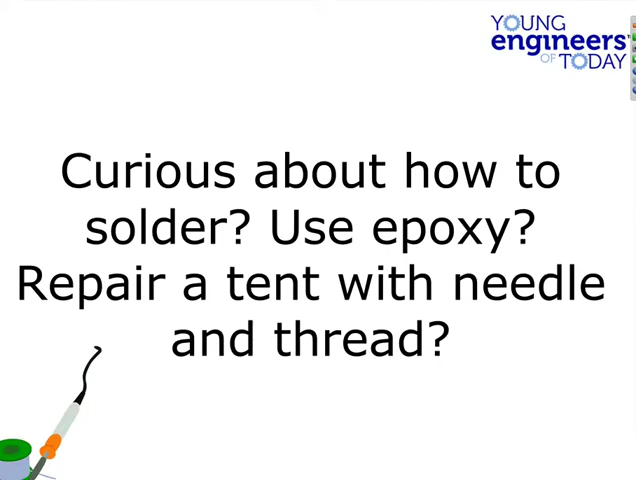 YOUNG
engineers
OF TODAY
Curious about how to
solder? Use epoxy?
Repair a tent with needle
and thread?